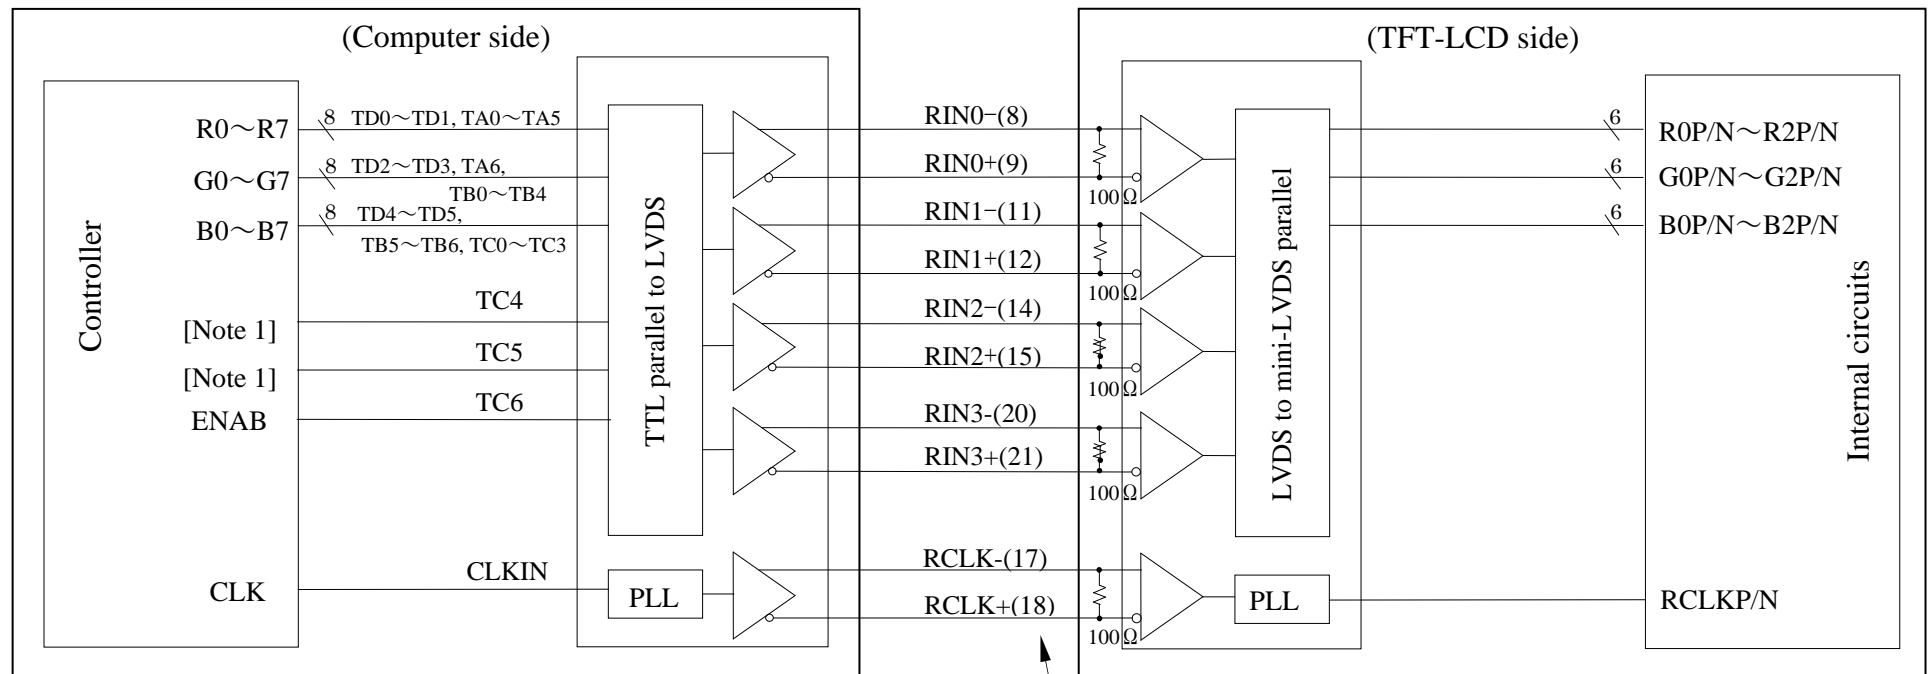 (Computer side)
(TFT-LCD side)
Controller
R0～R7
8
TD0～TD1, TA0～TA5
G0～G7
8
TD2～TD3, TA6,
TB0～TB4
B0～B7
8
TD4～TD5,
TB5～TB6, TC0～TC3
[Note 1]
TC4
[Note 1]
TC5
ENAB
TC6
CLK
CLKIN
TTL parallel to LVDS
PLL
RIN0−(8)
RIN0+(9)
100Ω
RIN1−(11)
RIN1+(12)
100Ω
RIN2−(14)
RIN2+(15)
100Ω
RIN3-(20)
RIN3+(21)
100Ω
RCLK-(17)
RCLK+(18)
100Ω
LVDS to mini-LVDS parallel
PLL
6
R0P/N～R2P/N
6
G0P/N～G2P/N
6
B0P/N～B2P/N
RCLKP/N
Internal circuits